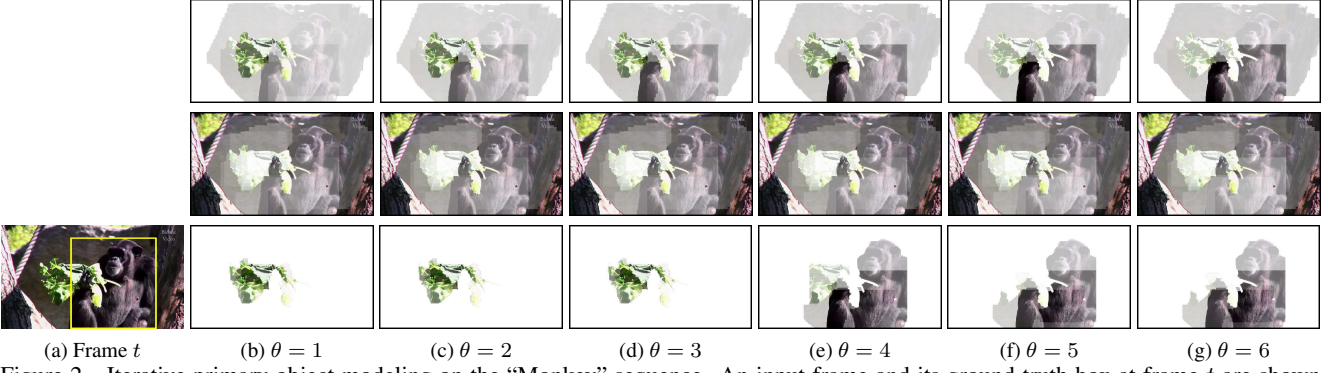 (a) Frame t
(b) θ = 1
(c) θ = 2
(d) θ = 3
(e) θ = 4
(f) θ = 5
(g) θ = 6
Figure 2. Iterative primary object modeling on the “Monkey” sequence. An input frame and its ground-truth box at frame t are shown